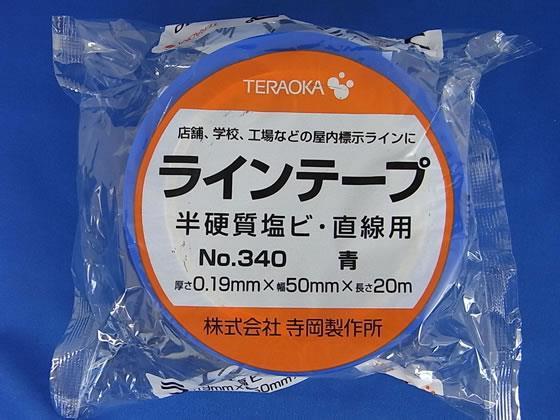 TERAOKA
店舗、学校、工場などの屋内標示ラインに
ラインテープ
半硬質塩ビ・直線用
No.340 青
厚さ0.19mm×幅50mm×長さ20m
株式会社 寺岡製作所